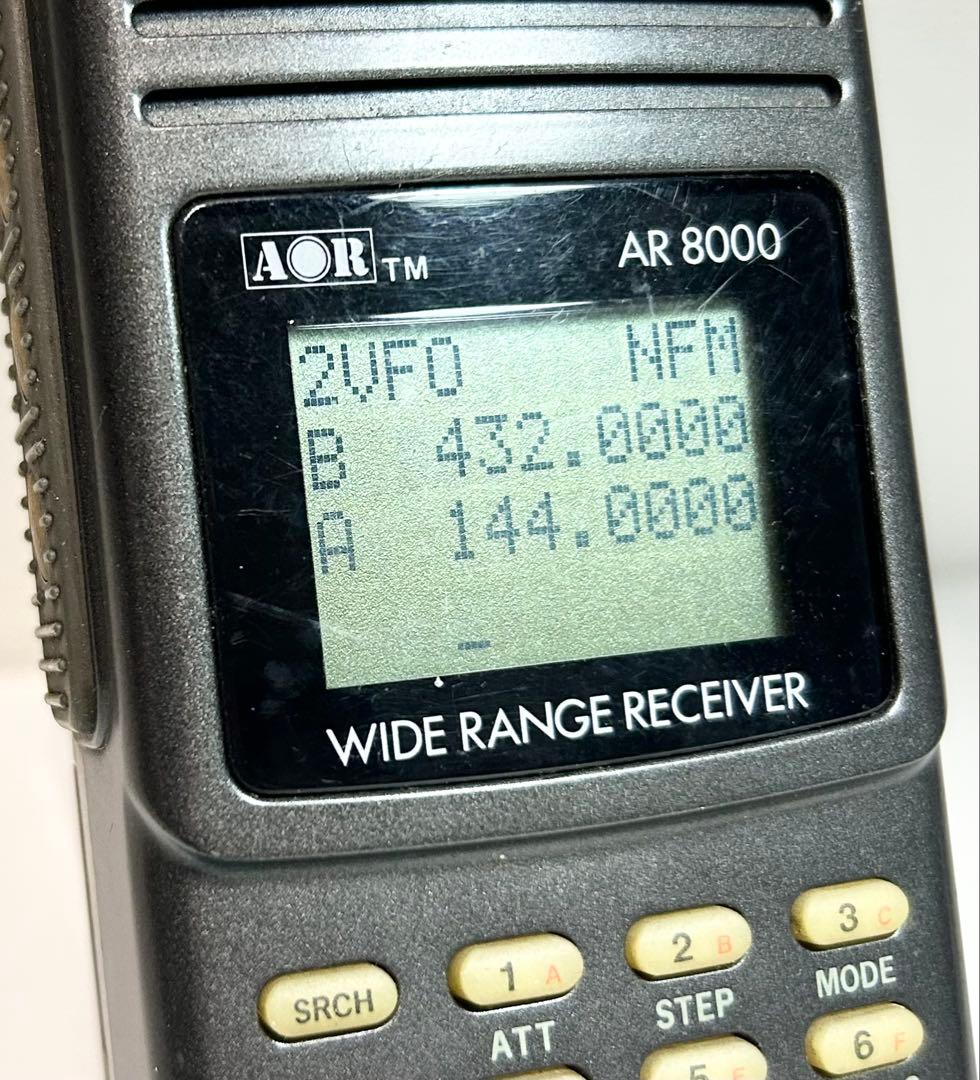 AOR TM AR 8000
2VFO NFM
B 432.0000
A 144.0000
WIDE RANGE RECEIVER
SRCH 1 A 2 B 3 C
ATT STEP MODE
5 E 6 F